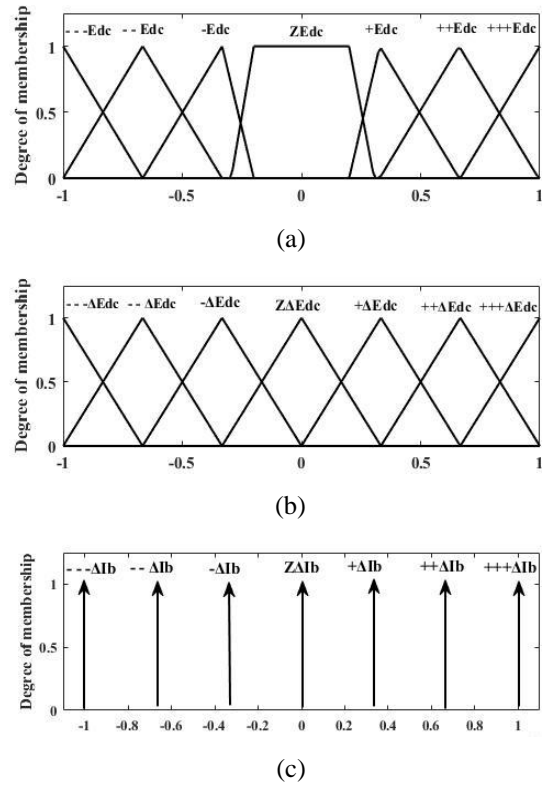 ---Edc -- Edc -Edc ZEdc +Edc ++Edc +++Edc
1
0.5
0
Degree of membership
-1 -0.5 0 0.5 1
(a)
---ΔEdc -- ΔEdc -ΔEdc ZΔEdc +ΔEdc ++ΔEdc +++ΔEdc
1
0.5
0
Degree of membership
-1 -0.5 0 0.5 1
(b)
---ΔIb -- ΔIb -ΔIb ZΔIb +ΔIb ++ΔIb +++ΔIb
1
0.5
0
Degree of membership
-1 -0.8 -0.6 -0.4 -0.2 0 0.2 0.4 0.6 0.8 1
(c)